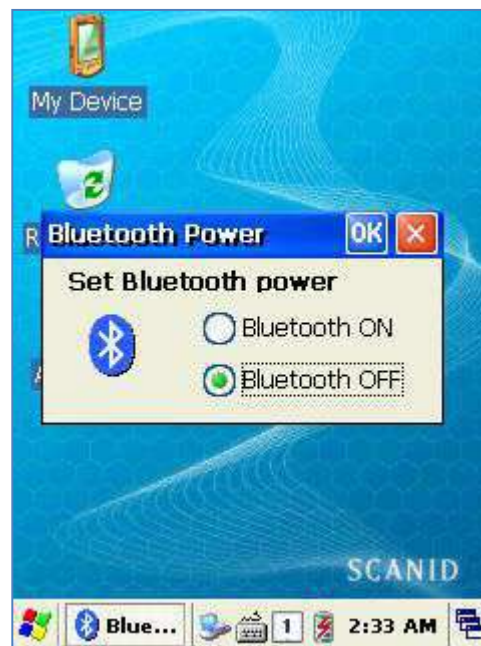 My Device
R
Bluetooth Power OK
Set Bluetooth power
Bluetooth ON
Bluetooth OFF
SCANID
Blue... 1 2:33 AM